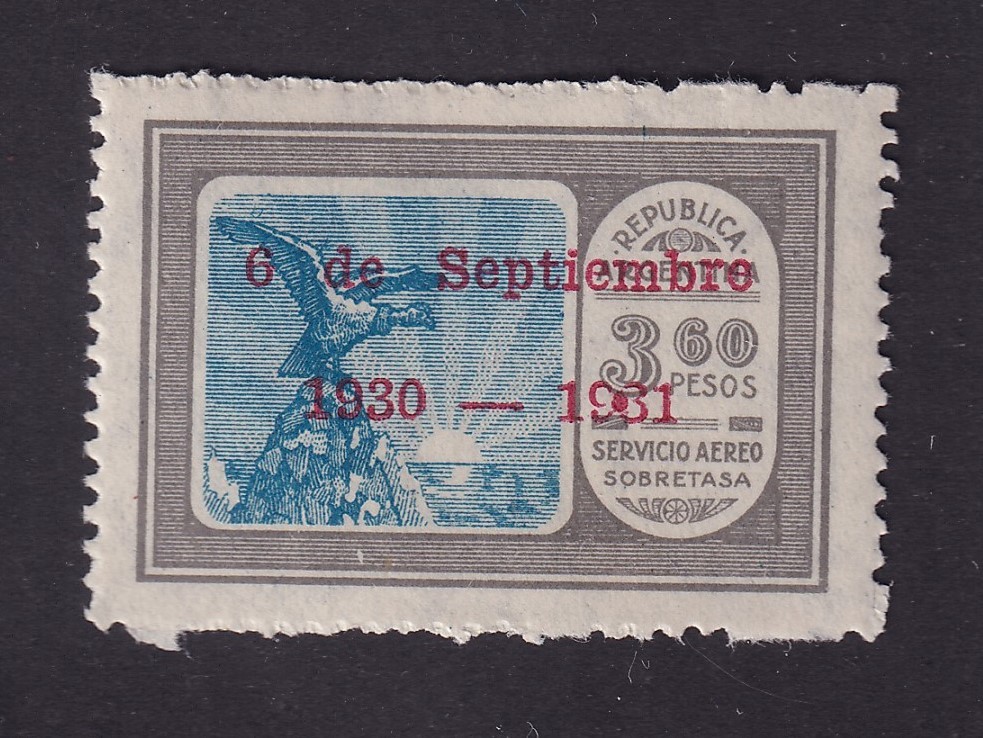 6 de Septiembre
1930 — 1931
· REPUBLICA ·
ARGENTINA
3 60
PESOS
SERVICIO AEREO
SOBRETASA